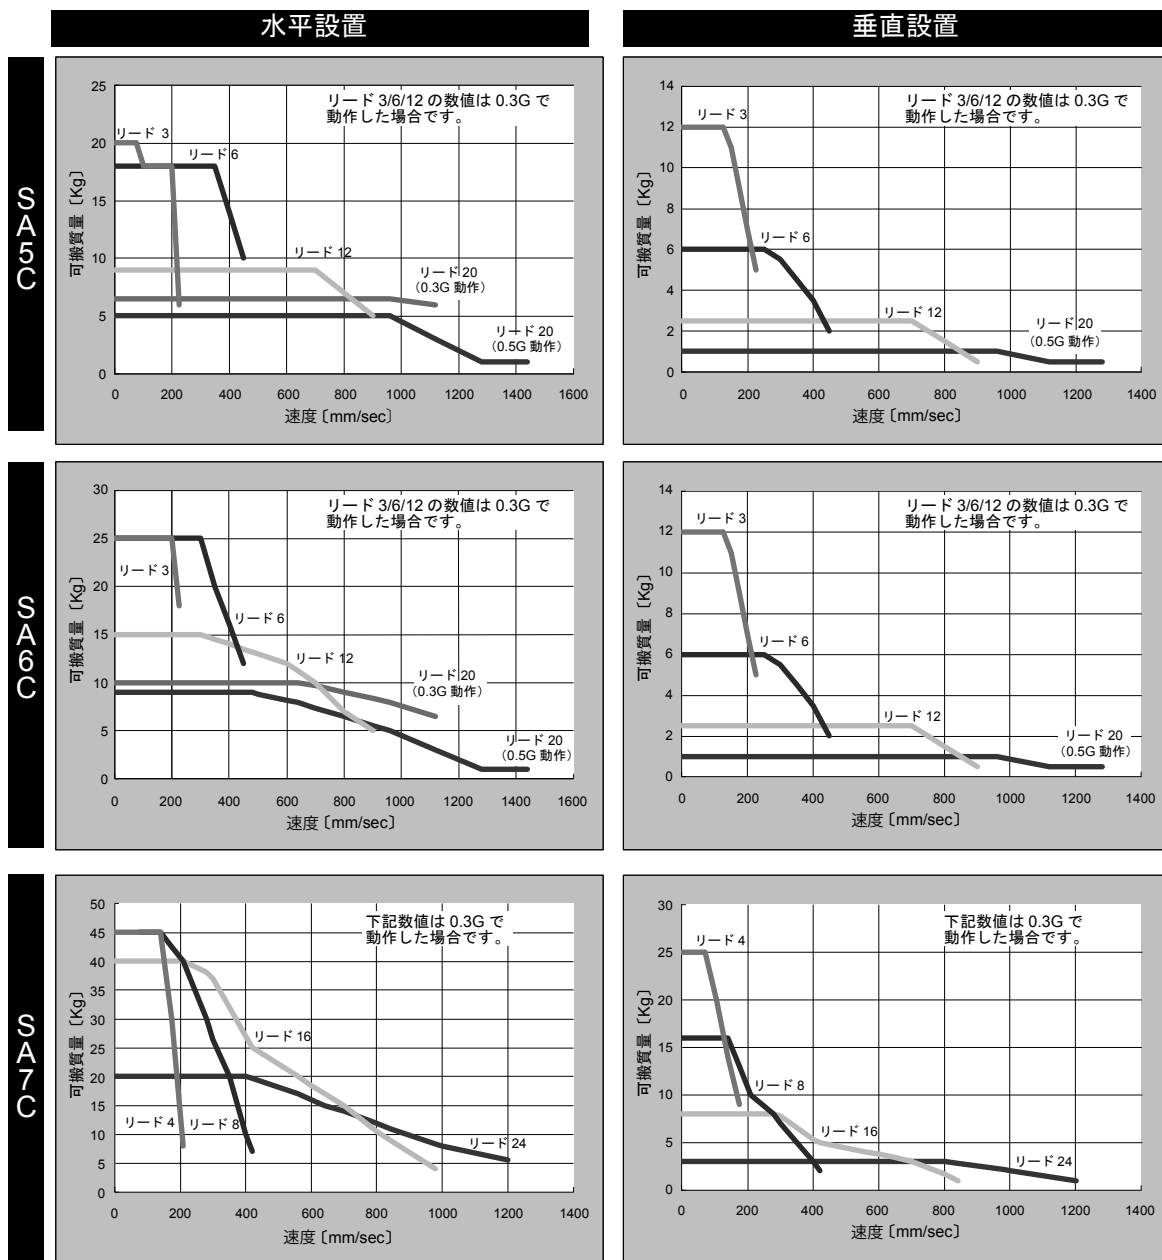 水平設置
垂直設置
SA5C
リード 3/6/12 の数値は 0.3G で
動作した場合です。
リード 3
リード 6
リード 12
リード 20
（0.3G 動作）
リード 20
（0.5G 動作）
可搬質量〔Kg〕
25
20
15
10
5
0
0 200 400 600 800 1000 1200 1400 1600
速度〔mm/sec〕
リード 3/6/12 の数値は 0.3G で
動作した場合です。
リード 3
リード 6
リード 12
リード 20
（0.5G 動作）
可搬質量〔Kg〕
14
12
10
8
6
4
2
0
0 200 400 600 800 1000 1200 1400
速度〔mm/sec〕
SA6C
リード 3/6/12 の数値は 0.3G で
動作した場合です。
リード 3
リード 6
リード 12
リード 20
（0.3G 動作）
リード 20
（0.5G 動作）
可搬質量〔Kg〕
30
25
20
15
10
5
0
0 200 400 600 800 1000 1200 1400 1600
速度〔mm/sec〕
リード 3/6/12 の数値は 0.3G で
動作した場合です。
リード 3
リード 6
リード 12
リード 20
（0.5G 動作）
可搬質量〔Kg〕
14
12
10
8
6
4
2
0
0 200 400 600 800 1000 1200 1400
速度〔mm/sec〕
SA7C
下記数値は 0.3G で
動作した場合です。
リード 16
リード 4
リード 8
リード 24
可搬質量〔Kg〕
50
45
40
35
30
25
20
15
10
5
0
0 200 400 600 800 1000 1200 1400
速度〔mm/sec〕
下記数値は 0.3G で
動作した場合です。
リード 4
リード 8
リード 16
リード 24
可搬質量〔Kg〕
30
25
20
15
10
5
0
0 200 400 600 800 1000 1200 1400
速度〔mm/sec〕